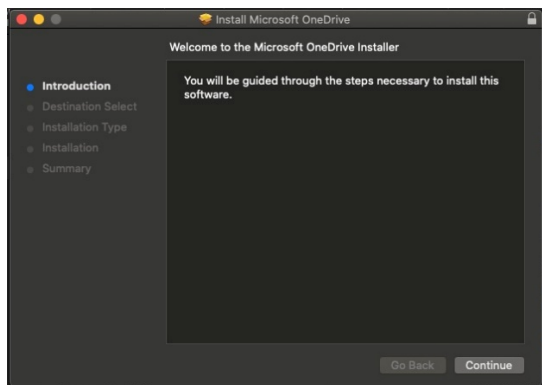 Install Microsoft OneDrive
Welcome to the Microsoft OneDrive Installer
Introduction
Destination Select
Installation Type
Installation
Summary
You will be guided through the steps necessary to install this
software.
Go Back
Continue